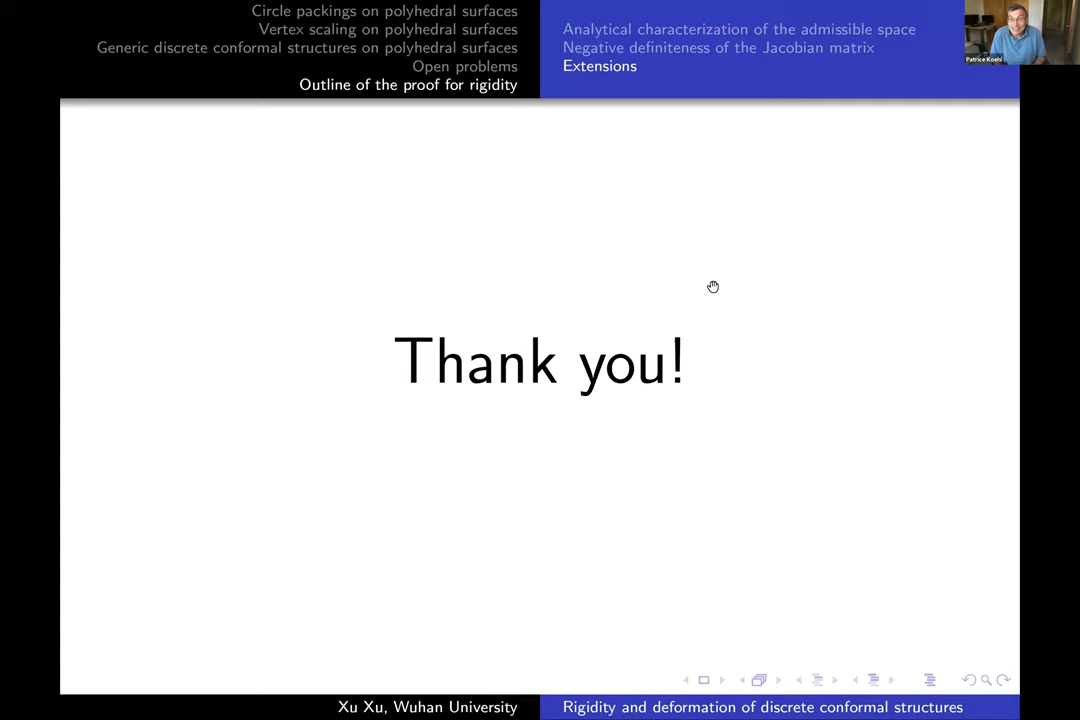 Circle packings on polyhedral surfaces
Vertex scaling on polyhedral surfaces
Generic discrete conformal structures on polyhedral surfaces
Open problems
Outline of the proof for rigidity
Analytical characterization of the admissible space
Negative definiteness of the Jacobian matrix
Extensions
Patrice Koehl
Thank you!
Xu Xu, Wuhan University
Rigidity and deformation of discrete conformal structures